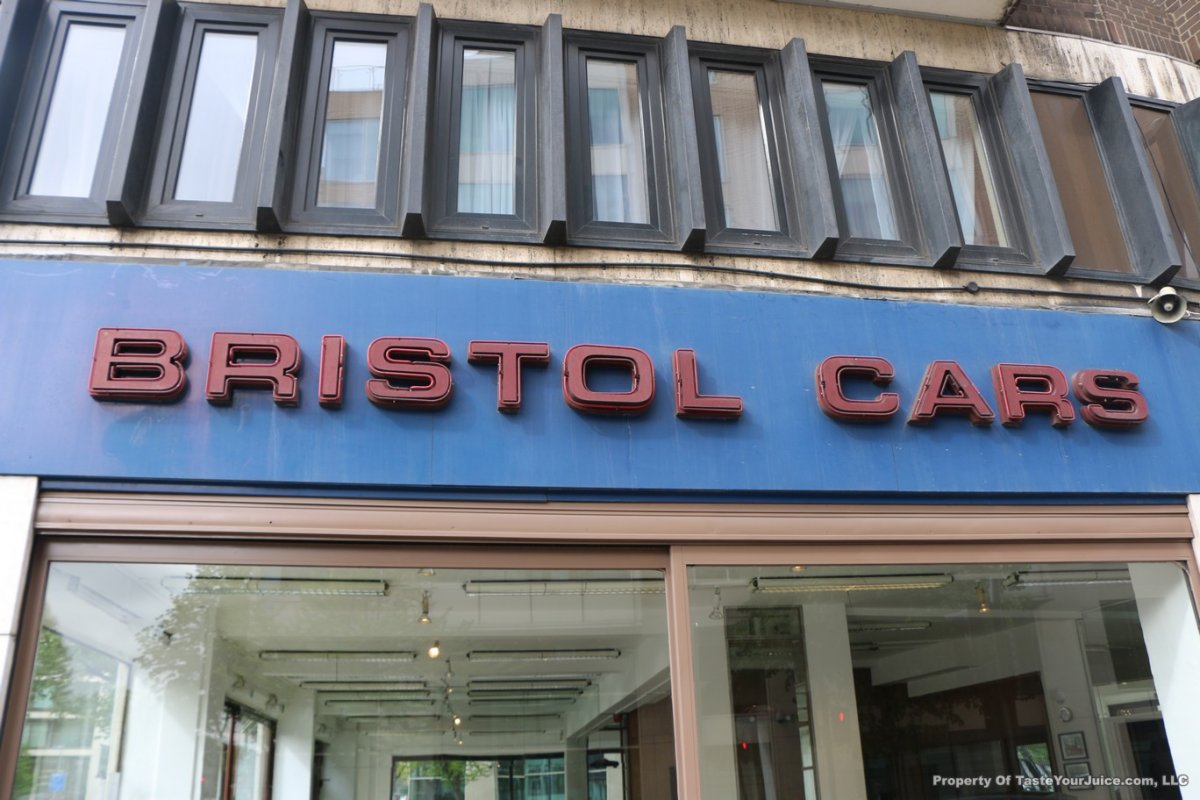 BRISTOL CARS
Property Of TasteYourJuice.com, LLC